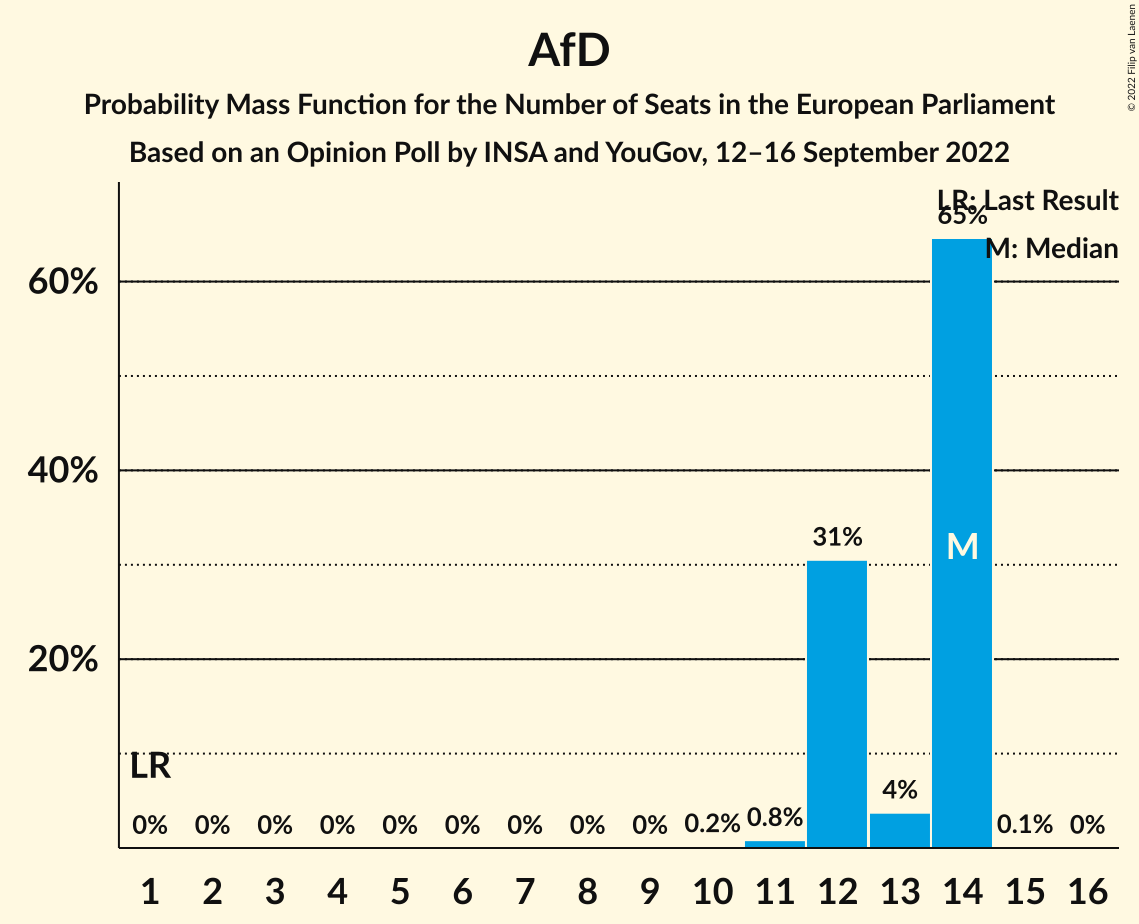 AfD
Probability Mass Function for the Number of Seats in the European Parliament
Based on an Opinion Poll by INSA and YouGov, 12–16 September 2022
© 2022 Filip van Laenen
LR: Last Result
65%
M: Median
60%
40%
31%
M
20%
LR
4%
0% 0% 0% 0% 0% 0% 0% 0% 0% 0.2% 0.8% 0.1% 0%
1 2 3 4 5 6 7 8 9 10 11 12 13 14 15 16